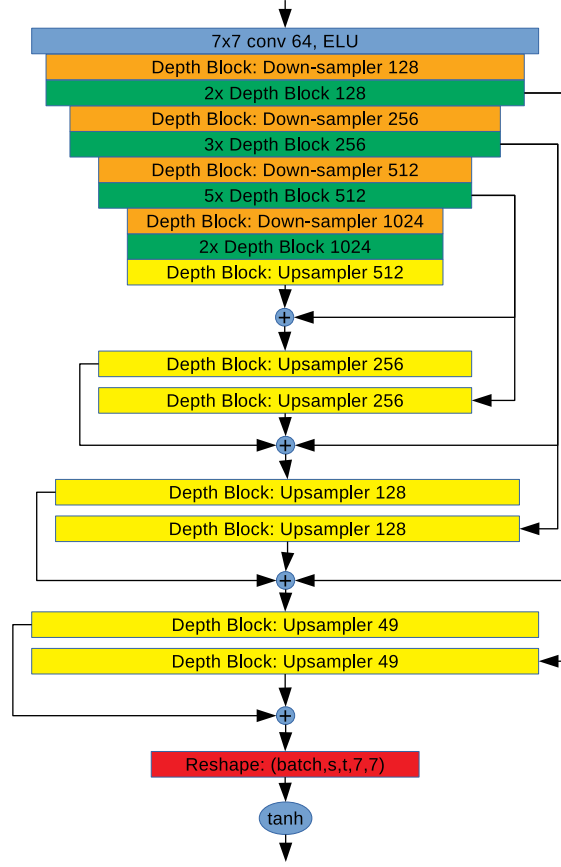 7x7 conv 64, ELU
Depth Block: Down-sampler 128
2x Depth Block 128
Depth Block: Down-sampler 256
3x Depth Block 256
Depth Block: Down-sampler 512
5x Depth Block 512
Depth Block: Down-sampler 1024
2x Depth Block 1024
Depth Block: Upsampler 512
+
Depth Block: Upsampler 256
Depth Block: Upsampler 256
+
Depth Block: Upsampler 128
Depth Block: Upsampler 128
+
Depth Block: Upsampler 49
Depth Block: Upsampler 49
+
Reshape: (batch,s,t,7,7)
tanh